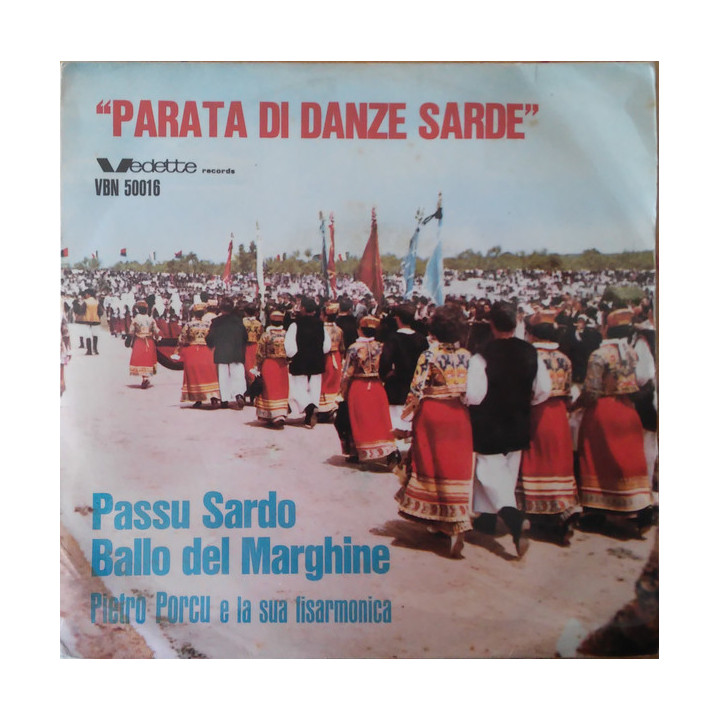 “PARATA DI DANZE SARDE”
Vedette records
VBN 50016
Passu Sardo
Ballo del Marghine
Pietro Porcu e la sua fisarmonica